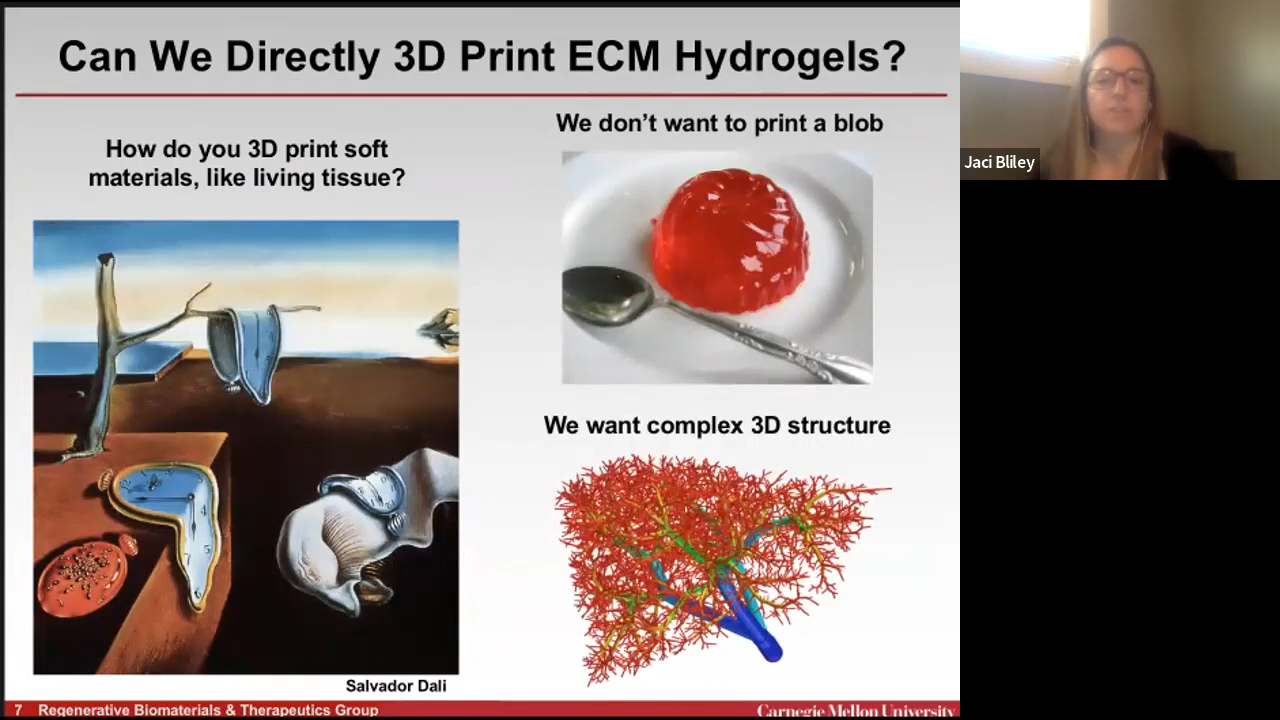 Can We Directly 3D Print ECM Hydrogels?
How do you 3D print soft
materials, like living tissue?
Salvador Dali
We don't want to print a blob
We want complex 3D structure
7 Regenerative Biomaterials & Therapeutics Group
Carnegie Mellon University
Jaci Bliley